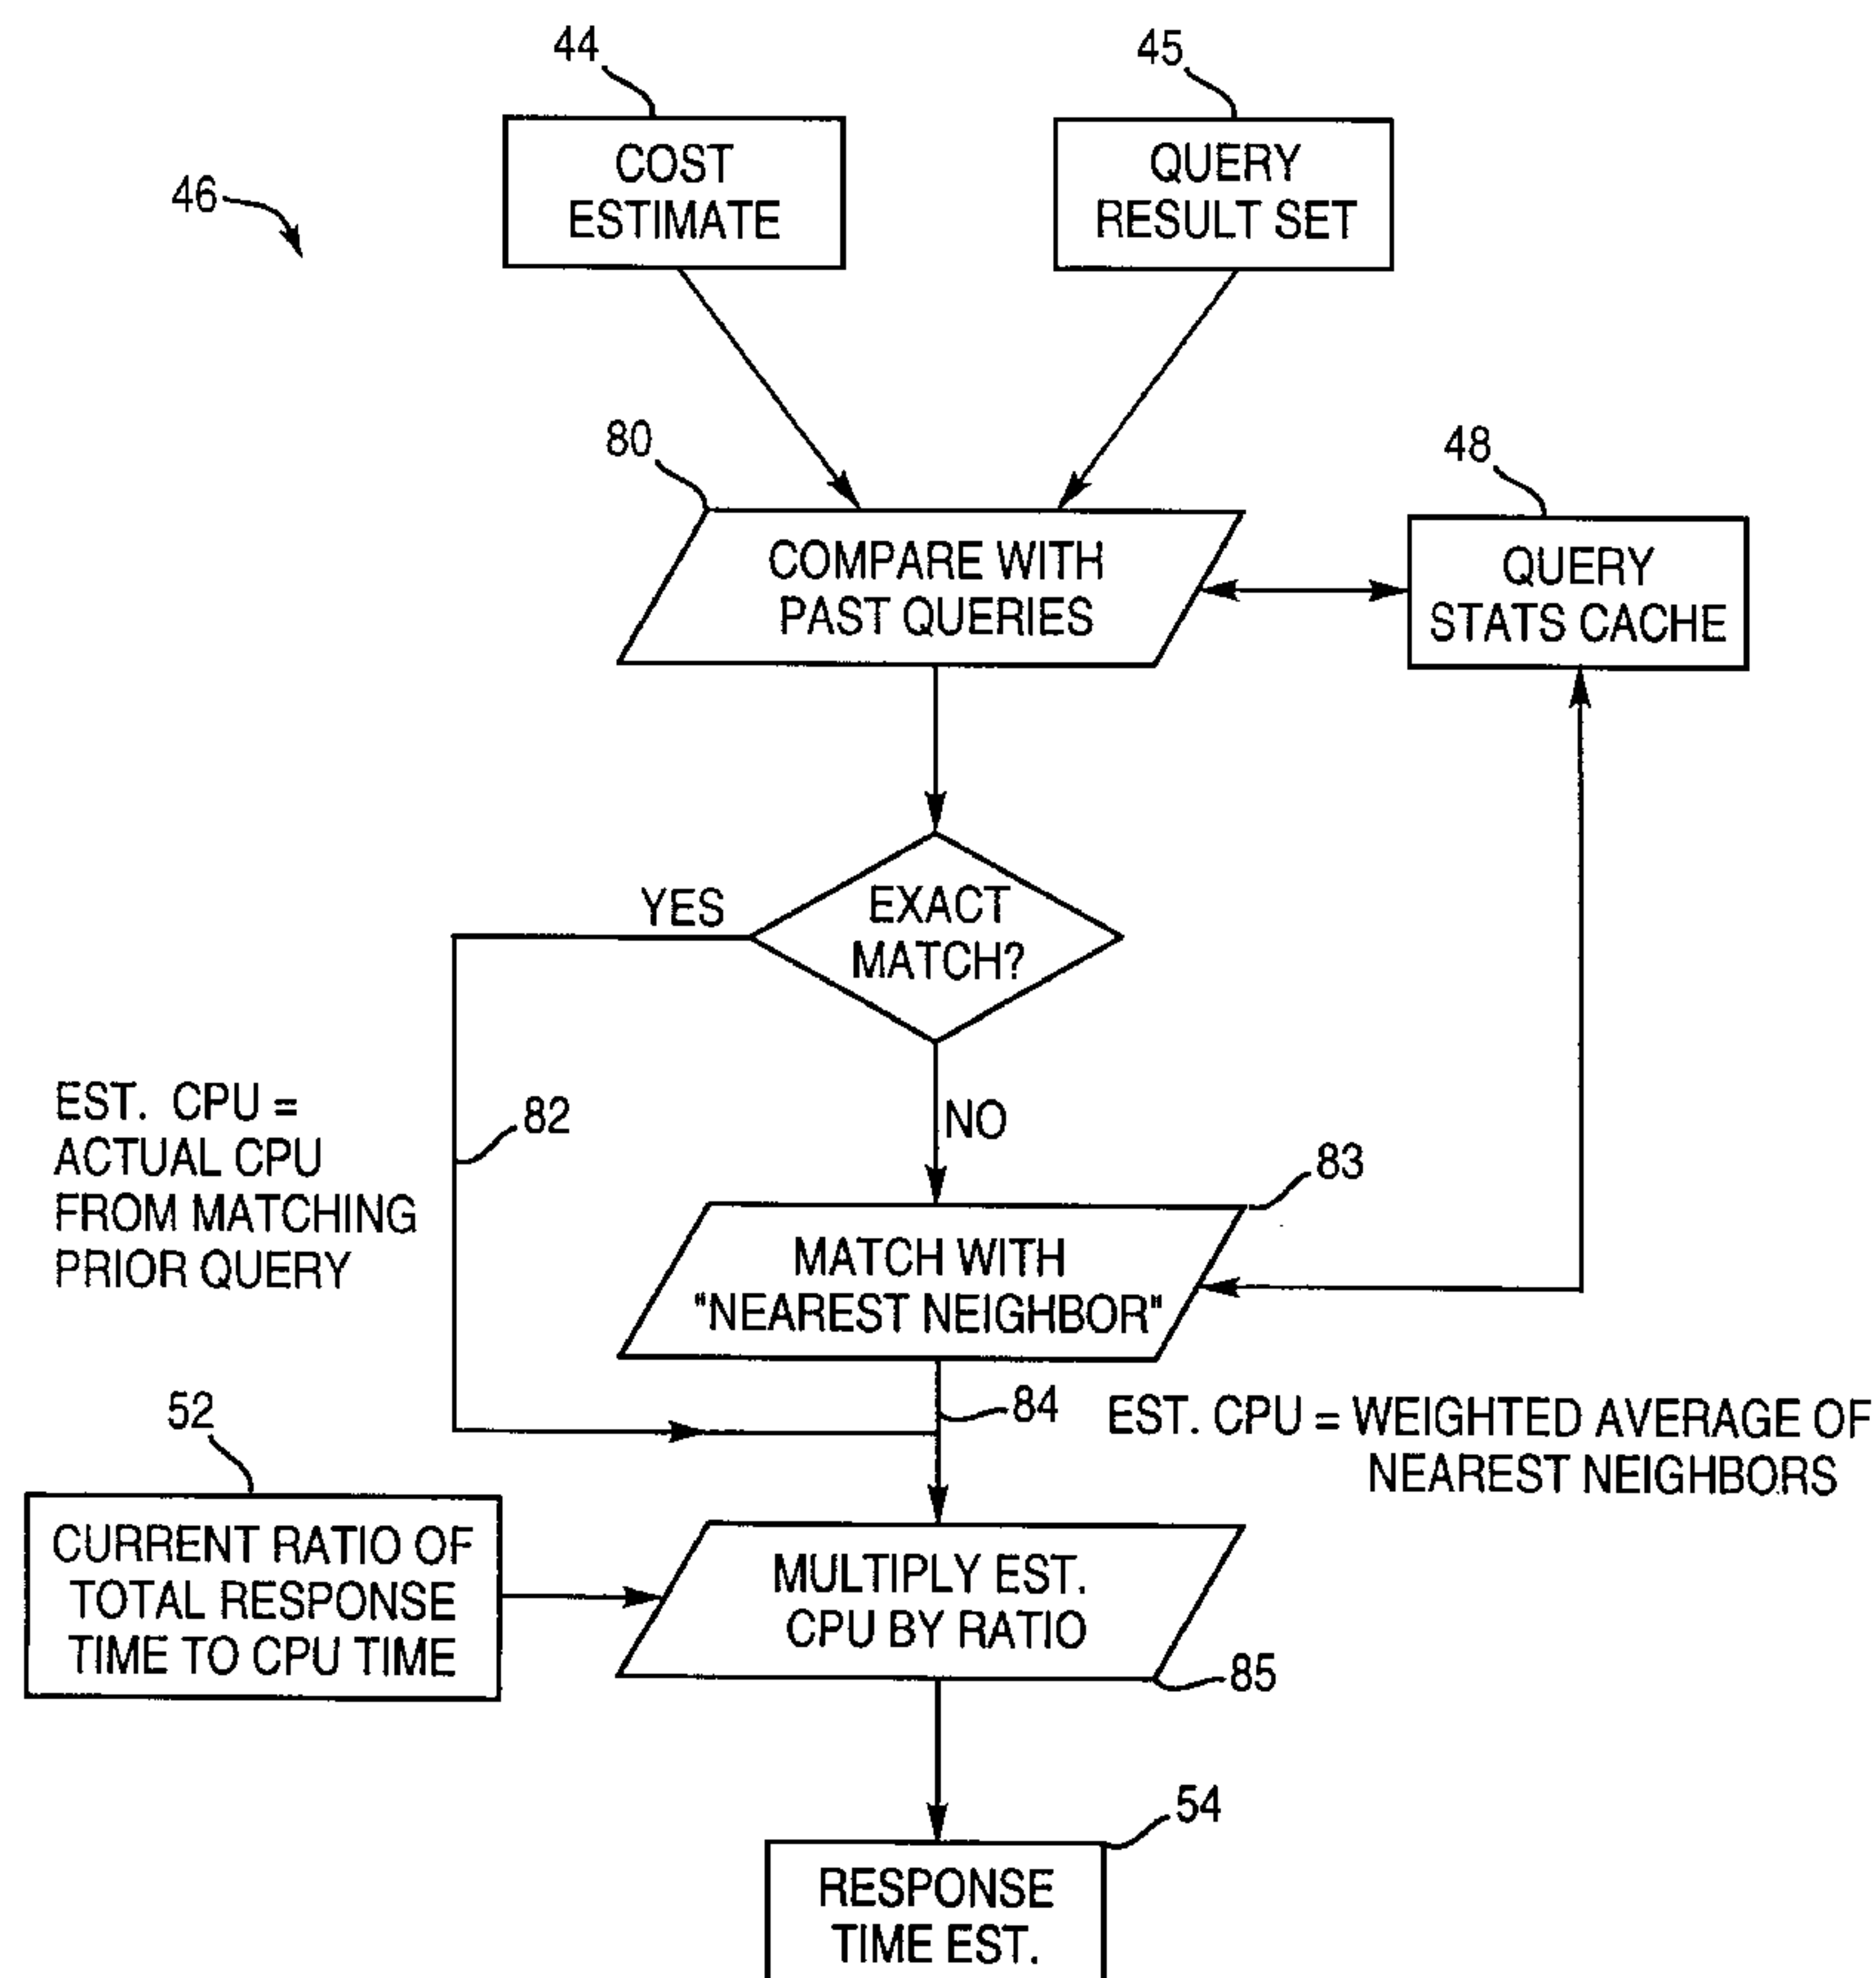 44
45
46
COST
ESTIMATE
QUERY
RESULT SET
80
48
COMPARE WITH
PAST QUERIES
QUERY
STATS CACHE
YES
EXACT
MATCH?
EST. CPU =
ACTUAL CPU
FROM MATCHING
PRIOR QUERY
82
NO
83
MATCH WITH
"NEAREST NEIGHBOR"
52
84
EST. CPU = WEIGHTED AVERAGE OF
NEAREST NEIGHBORS
CURRENT RATIO OF
TOTAL RESPONSE
TIME TO CPU TIME
MULTIPLY EST.
CPU BY RATIO
85
54
RESPONSE
TIME EST.